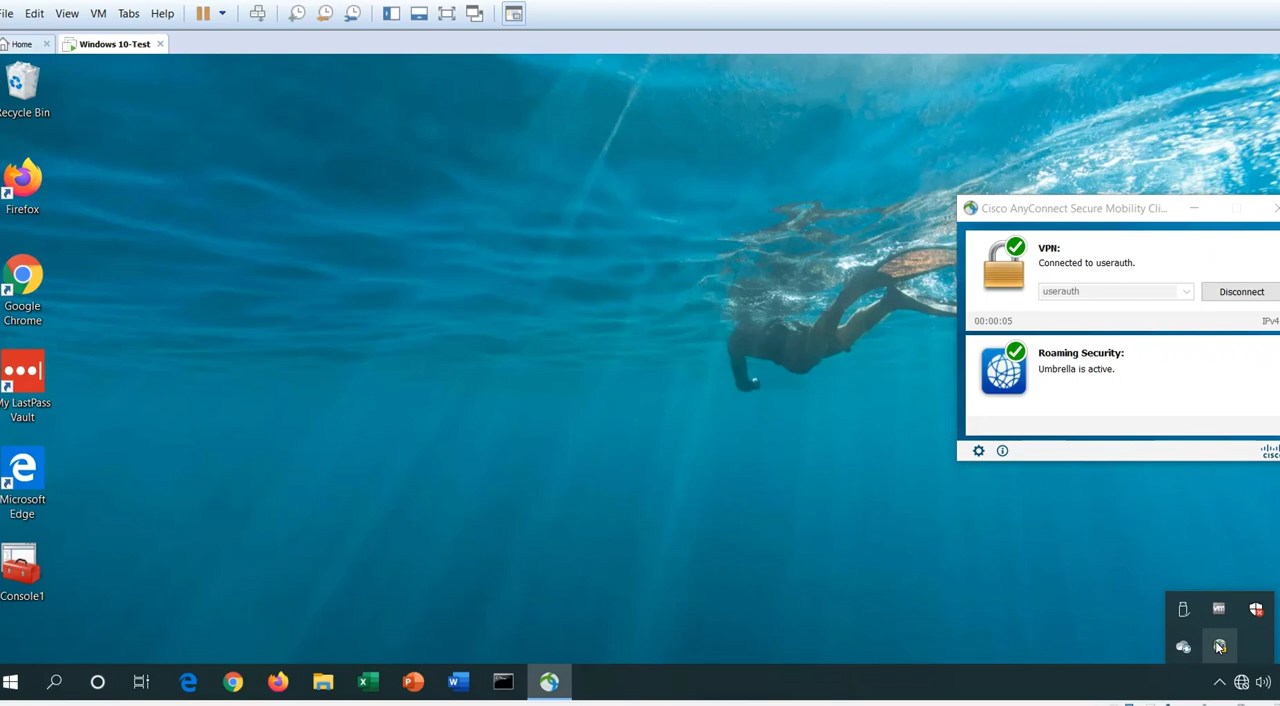 File Edit View VM Tabs Help
Home Windows 10-Test
Recycle Bin
Firefox
Google
Chrome
My LastPass
Vault
Microsoft
Edge
Console1
Cisco AnyConnect Secure Mobility Cli...
VPN:
Connected to userauth.
userauth Disconnect
00:00:05 IPv4
Roaming Security:
Umbrella is active.
cisco
vm